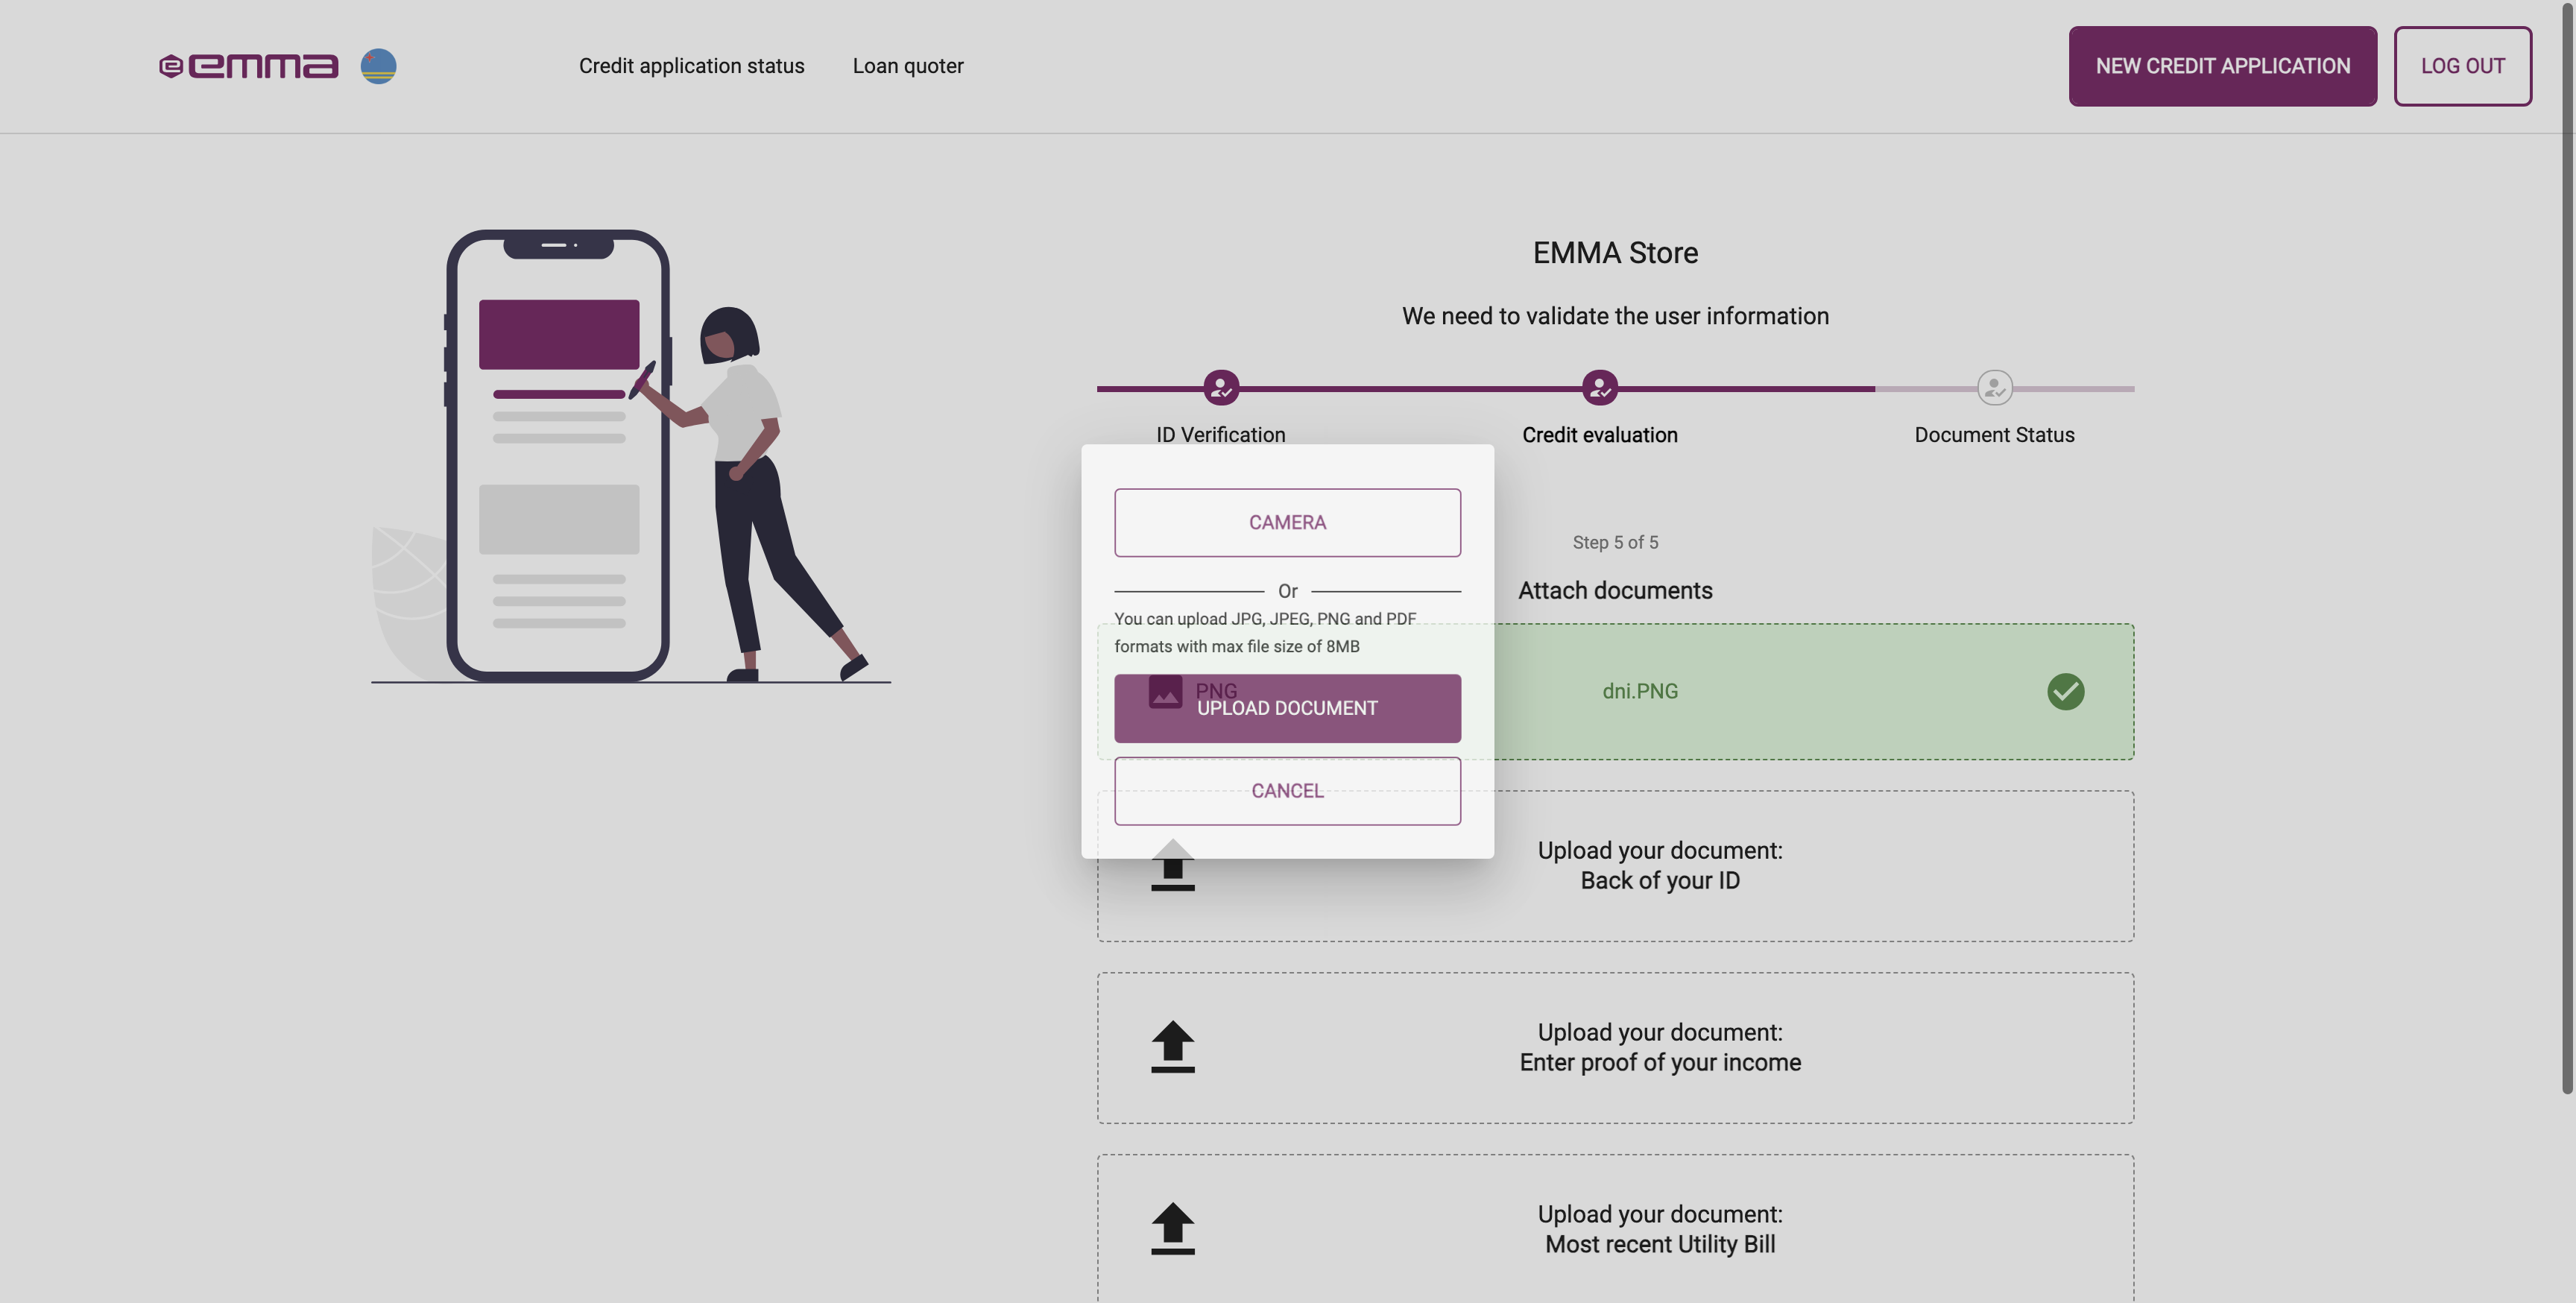 emma
Credit application status
Loan quoter
NEW CREDIT APPLICATION
LOG OUT
EMMA Store
We need to validate the user information
ID Verification
Credit evaluation
Document Status
CAMERA
Or
You can upload JPG, JPEG, PNG and PDF
formats with max file size of 8MB
PNG
UPLOAD DOCUMENT
CANCEL
Step 5 of 5
Attach documents
dni.PNG
Upload your document:
Back of your ID
Upload your document:
Enter proof of your income
Upload your document:
Most recent Utility Bill